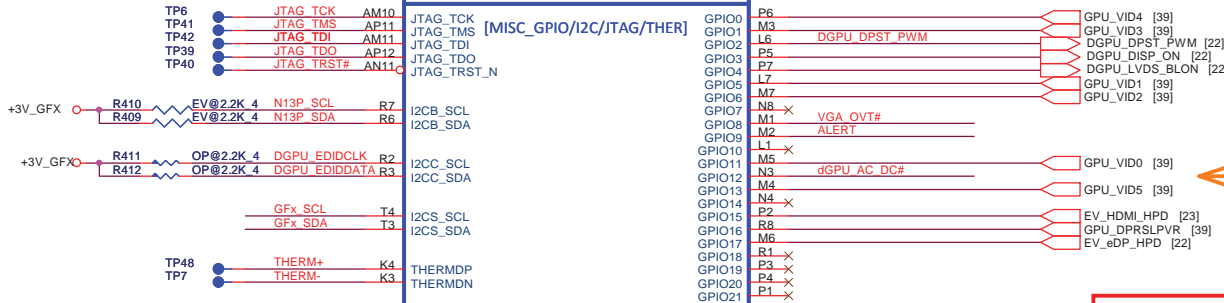 TP6 JTAG_TCK AM10 JTAG_TCK
TP41 JTAG_TMS AP11 JTAG_TMS
TP42 JTAG_TDI AM11 JTAG_TDI
TP39 JTAG_TDO AP12 JTAG_TDO
TP40 JTAG_TRST# AN11 JTAG_TRST_N
[MISC_GPIO/I2C/JTAG/THER]
+3V_GFX
R410 EV@2.2K_4 N13P_SCL R7 I2CB_SCL
R409 EV@2.2K_4 N13P_SDA R6 I2CB_SDA
+3V_GFX
R411 OP@2.2K_4 DGPU_EDIDCLK R2 I2CC_SCL
R412 OP@2.2K_4 DGPU_EDIDDATA R3 I2CC_SDA
GFx_SCL T4 I2CS_SCL
GFx_SDA T3 I2CS_SDA
TP48 THERM+ K4 THERMDP
TP7 THERM- K3 THERMDN
GPIO0 P6 GPU_VID4 [39]
GPIO1 M3 GPU_VID3 [39]
GPIO2 L6 DGPU_DPST_PWM DGPU_DPST_PWM [22]
GPIO3 P5 DGPU_DISP_ON [22]
GPIO4 P7 DGPU_LVDS_BLON [22
GPIO5 L7 GPU_VID1 [39]
GPIO6 M7 GPU_VID2 [39]
GPIO7 N8
GPIO8 M1 VGA_OVT#
GPIO9 M2 ALERT
GPIO10 L1
GPIO11 M5 GPU_VID0 [39]
GPIO12 N3 dGPU_AC_DC#
GPIO13 M4 GPU_VID5 [39]
GPIO14 N4
GPIO15 P2 EV_HDMI_HPD [23]
GPIO16 R8 GPU_DPRSLPVR [39]
GPIO17 M6 EV_eDP_HPD [22]
GPIO18 R1
GPIO19 P3
GPIO20 P4
GPIO21 P1